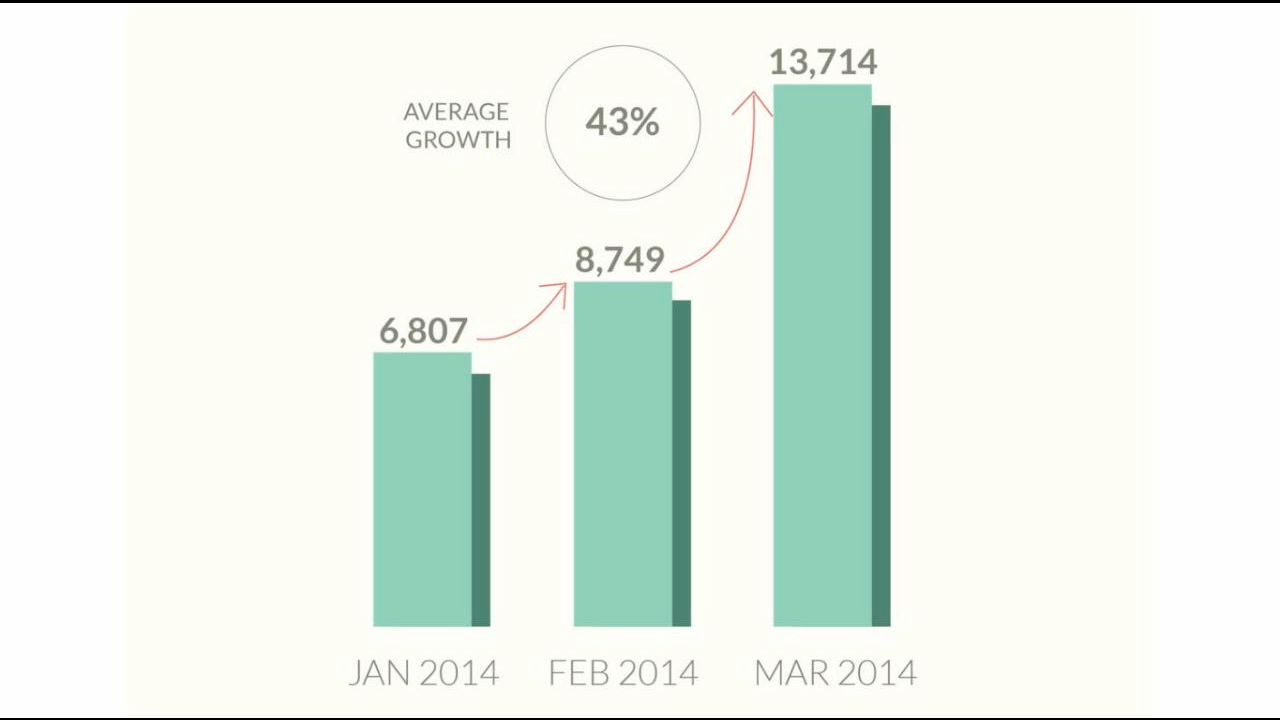 13,714
AVERAGE
GROWTH
43%
8,749
6,807
JAN 2014
FEB 2014
MAR 2014